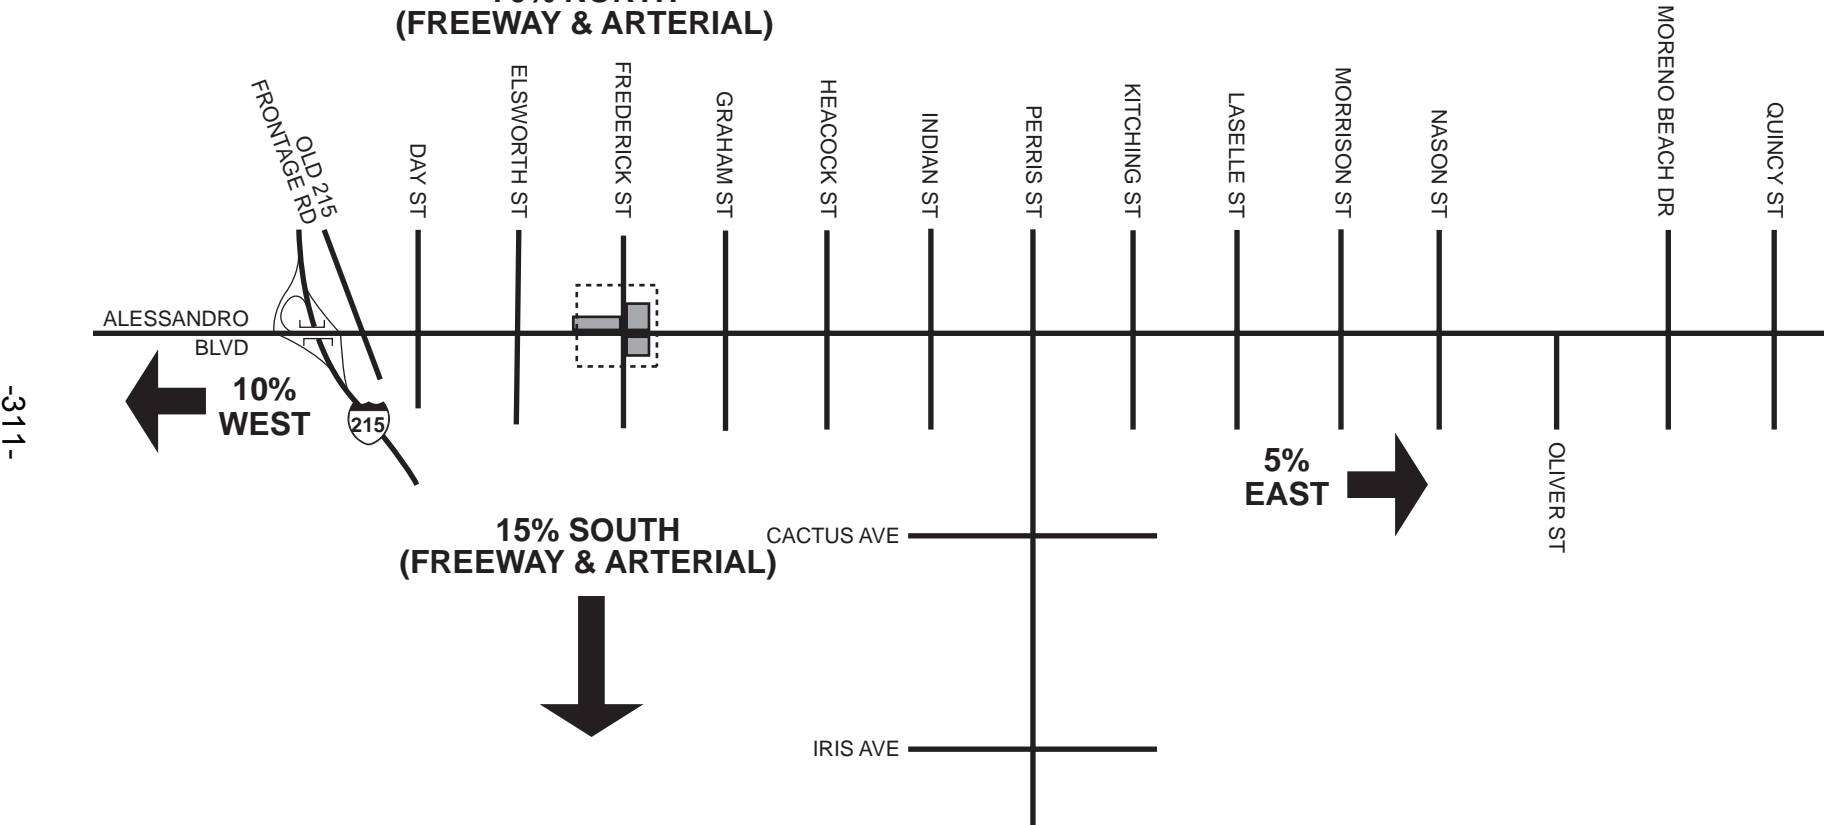 (FREEWAY & ARTERIAL)
FRONTAGE RD
OLD 215
DAY ST
ELSWORTH ST
FREDERICK ST
GRAHAM ST
HEACOCK ST
INDIAN ST
PERRIS ST
KITCHING ST
LASELLE ST
MORRISON ST
NASON ST
MORENO BEACH DR
QUINCY ST
ALESSANDRO
BLVD
10%
WEST
215
-311-
5%
EAST
OLIVER ST
15% SOUTH
(FREEWAY & ARTERIAL)
CACTUS AVE
IRIS AVE